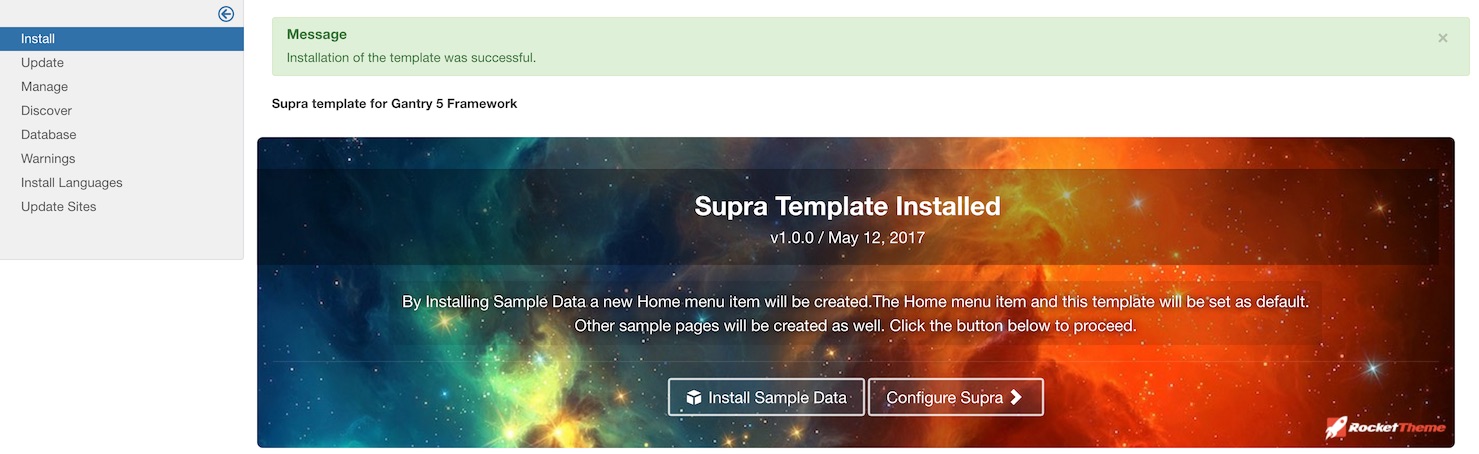 Install
Update
Manage
Discover
Database
Warnings
Install Languages
Update Sites
Message
×
Installation of the template was successful.
Supra template for Gantry 5 Framework
Supra Template Installed
v1.0.0 / May 12, 2017
By Installing Sample Data a new Home menu item will be created.The Home menu item and this template will be set as default.
Other sample pages will be created as well. Click the button below to proceed.
Install Sample Data
Configure Supra
RocketTheme